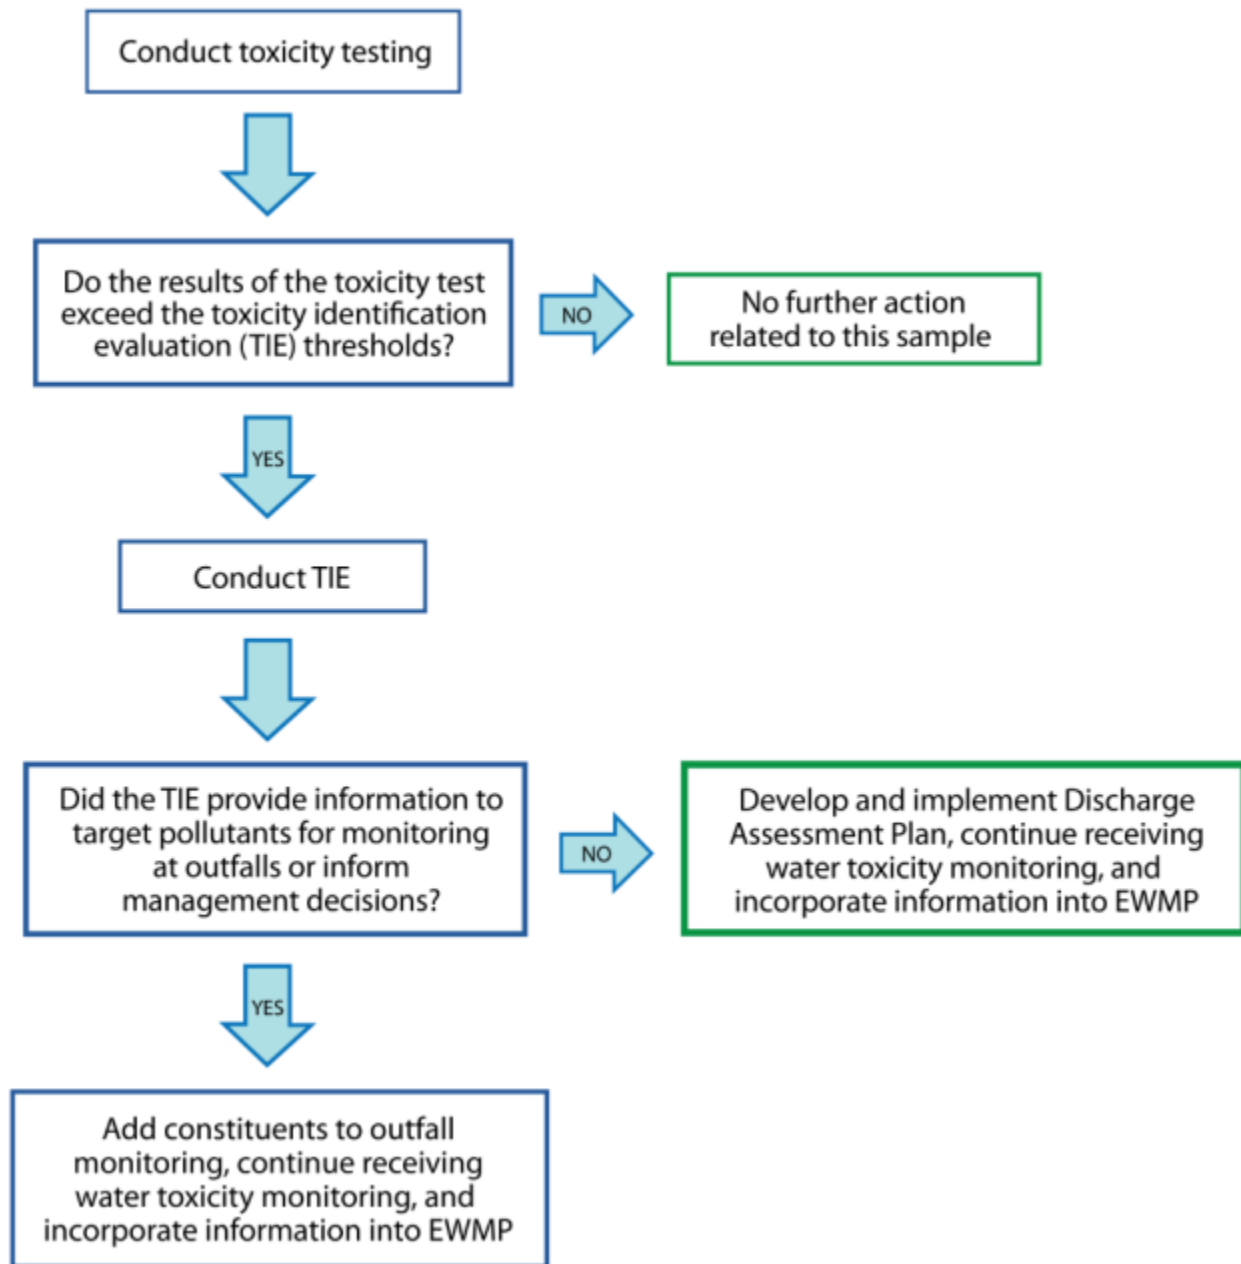 Conduct toxicity testing
Do the results of the toxicity test
exceed the toxicity identification
evaluation (TIE) thresholds?
NO
No further action
related to this sample
YES
Conduct TIE
Did the TIE provide information to
target pollutants for monitoring
at outfalls or inform
management decisions?
NO
Develop and implement Discharge
Assessment Plan, continue receiving
water toxicity monitoring, and
incorporate information into EWMP
YES
Add constituents to outfall
monitoring, continue receiving
water toxicity monitoring, and
incorporate information into EWMP